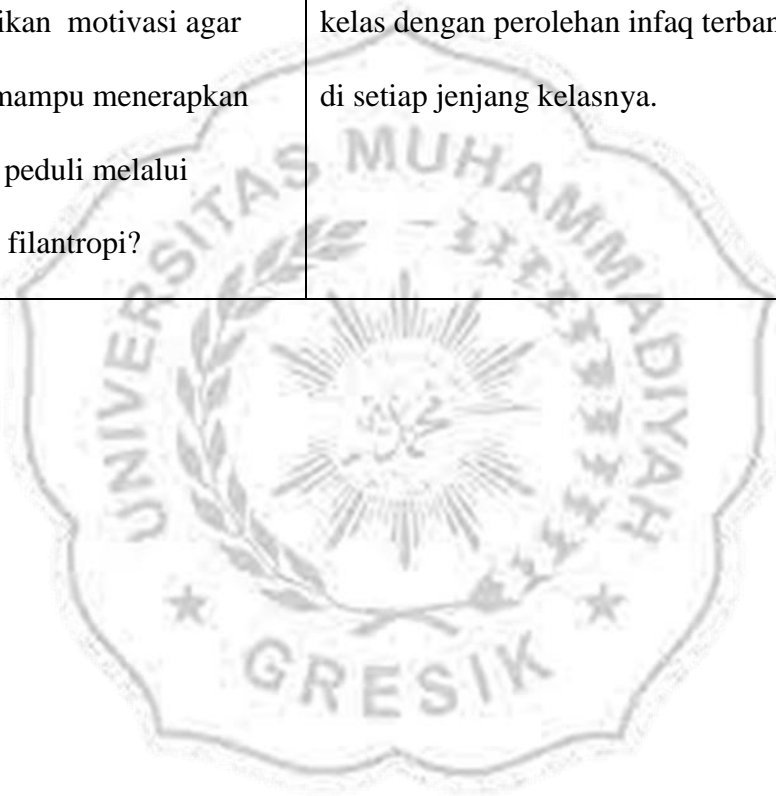 ikan motivasi agar
mampu menerapkan
peduli melalui
filantropi?
kelas dengan perolehan infaq terban
di setiap jenjang kelasnya.
UNIVERSITAS MUHAMMADIYAH
GRESIK